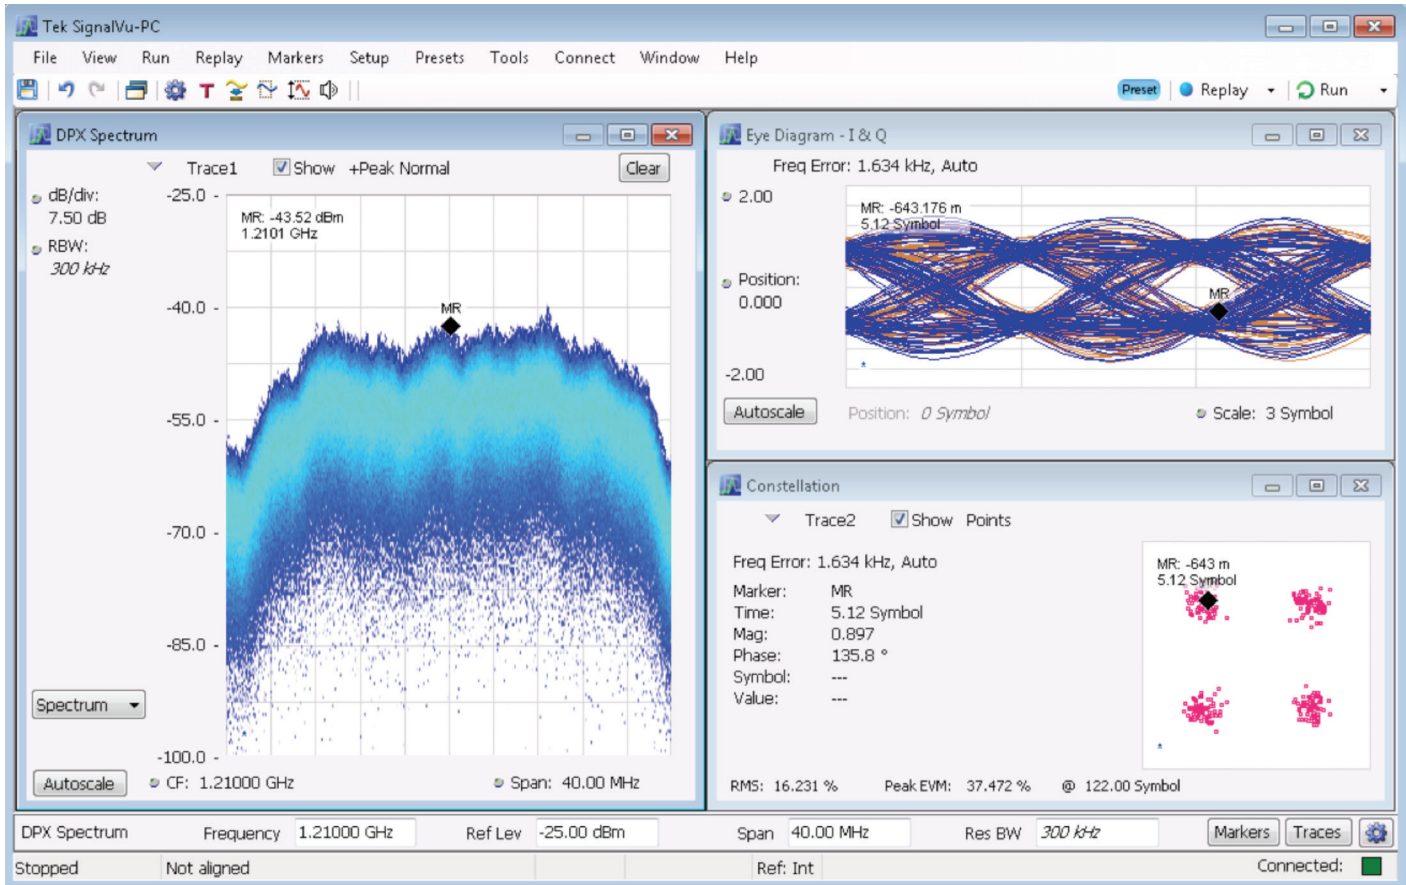 Tek SignalVu-PC
File View Run Replay Markers Setup Presets Tools Connect Window Help
T Preset Replay Run
DPX Spectrum
Trace1 Show +Peak Normal Clear
dB/div:
7.50 dB
RBW:
300 kHz
-25.0 -
MR: -43.52 dBm
1.2101 GHz
-40.0 -
MR
-55.0 -
-70.0 -
-85.0 -
Spectrum
-100.0 -
Autoscale CF: 1.21000 GHz Span: 40.00 MHz
Eye Diagram - I & Q
Freq Error: 1.634 kHz, Auto
2.00
MR: -643.176 m
5.12 Symbol
Position:
0.000
MR
-2.00
Autoscale Position: 0 Symbol Scale: 3 Symbol
Constellation
Trace2 Show Points
Freq Error: 1.634 kHz, Auto
Marker: MR
Time: 5.12 Symbol
Mag: 0.897
Phase: 135.8 °
Symbol: ---
Value: ---
MR: -643 m
5.12 Symbol
RMS: 16.231 % Peak EVM: 37.472 % @ 122.00 Symbol
DPX Spectrum Frequency 1.21000 GHz Ref Lev -25.00 dBm Span 40.00 MHz Res BW 300 kHz Markers Traces
Stopped Not aligned Ref: Int Connected: